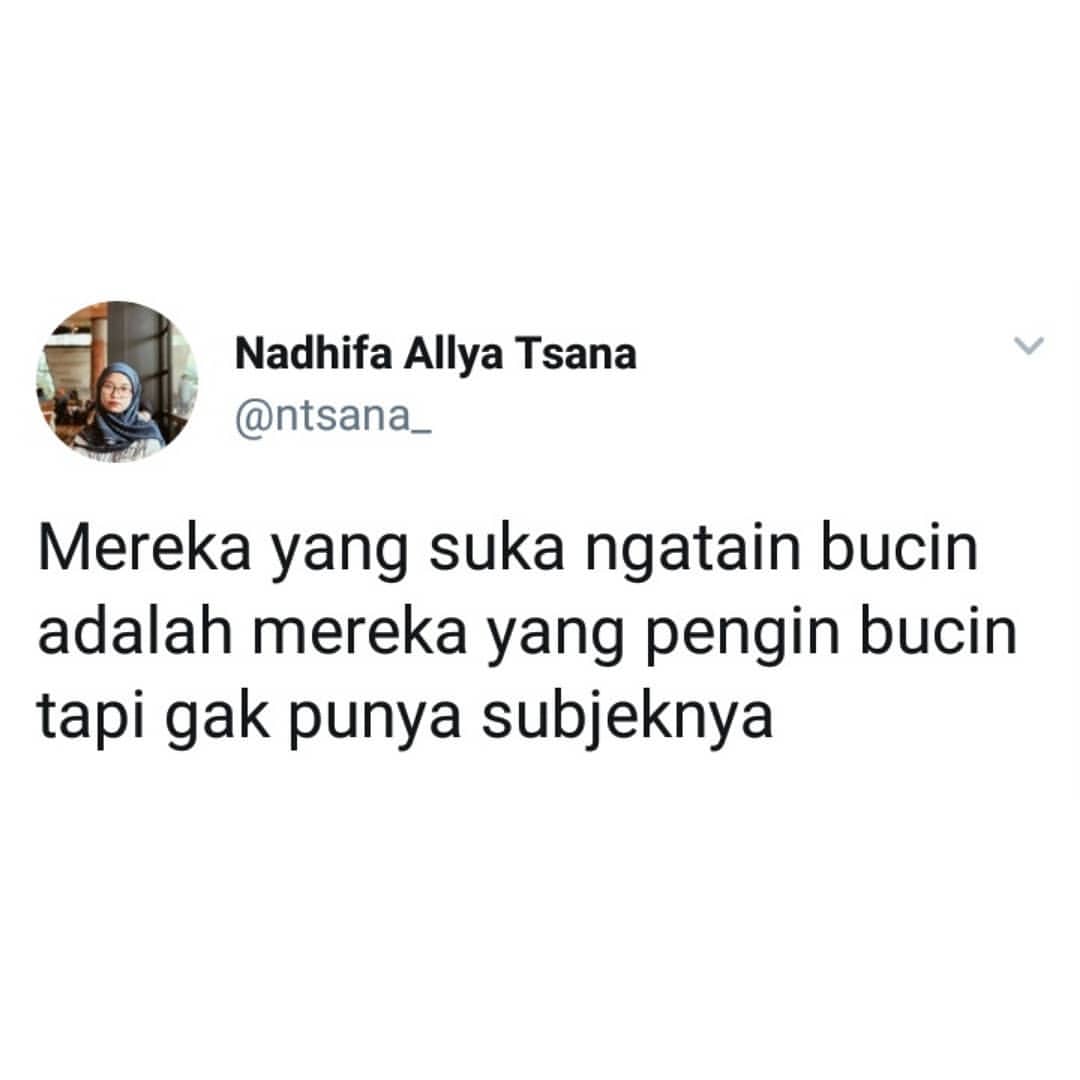 Nadhifa Allya Tsana
@ntsana_
Mereka yang suka ngatain bucin
adalah mereka yang pengin bucin
tapi gak punya subjeknya